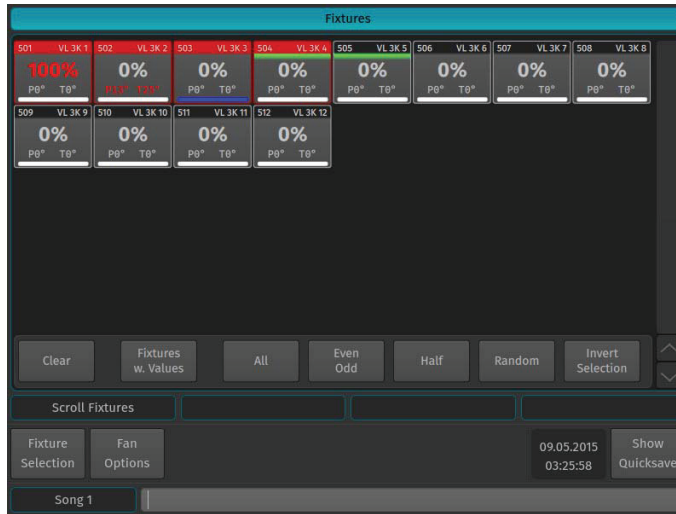 Fixtures
501 VL 3K 1 502 VL 3K 2 503 VL 3K 3 504 VL 3K 4 505 VL 3K 5 506 VL 3K 6 507 VL 3K 7 508 VL 3K 8
100% 0% 0% 0% 0% 0% 0% 0%
P0° T0° P0° T0° P0° T0° P0° T0° P0° T0° P0° T0° P0° T0°
509 VL 3K 9 510 VL 3K 10 511 VL 3K 11 512 VL 3K 12
0% 0% 0% 0%
P0° T0° P0° T0° P0° T0° P0° T0°
Clear Fixtures w. Values All Even Odd Half Random Invert Selection
Scroll Fixtures
Fixture Selection Fan Options 09.05.2015 03:25:58 Show Quicksave
Song 1